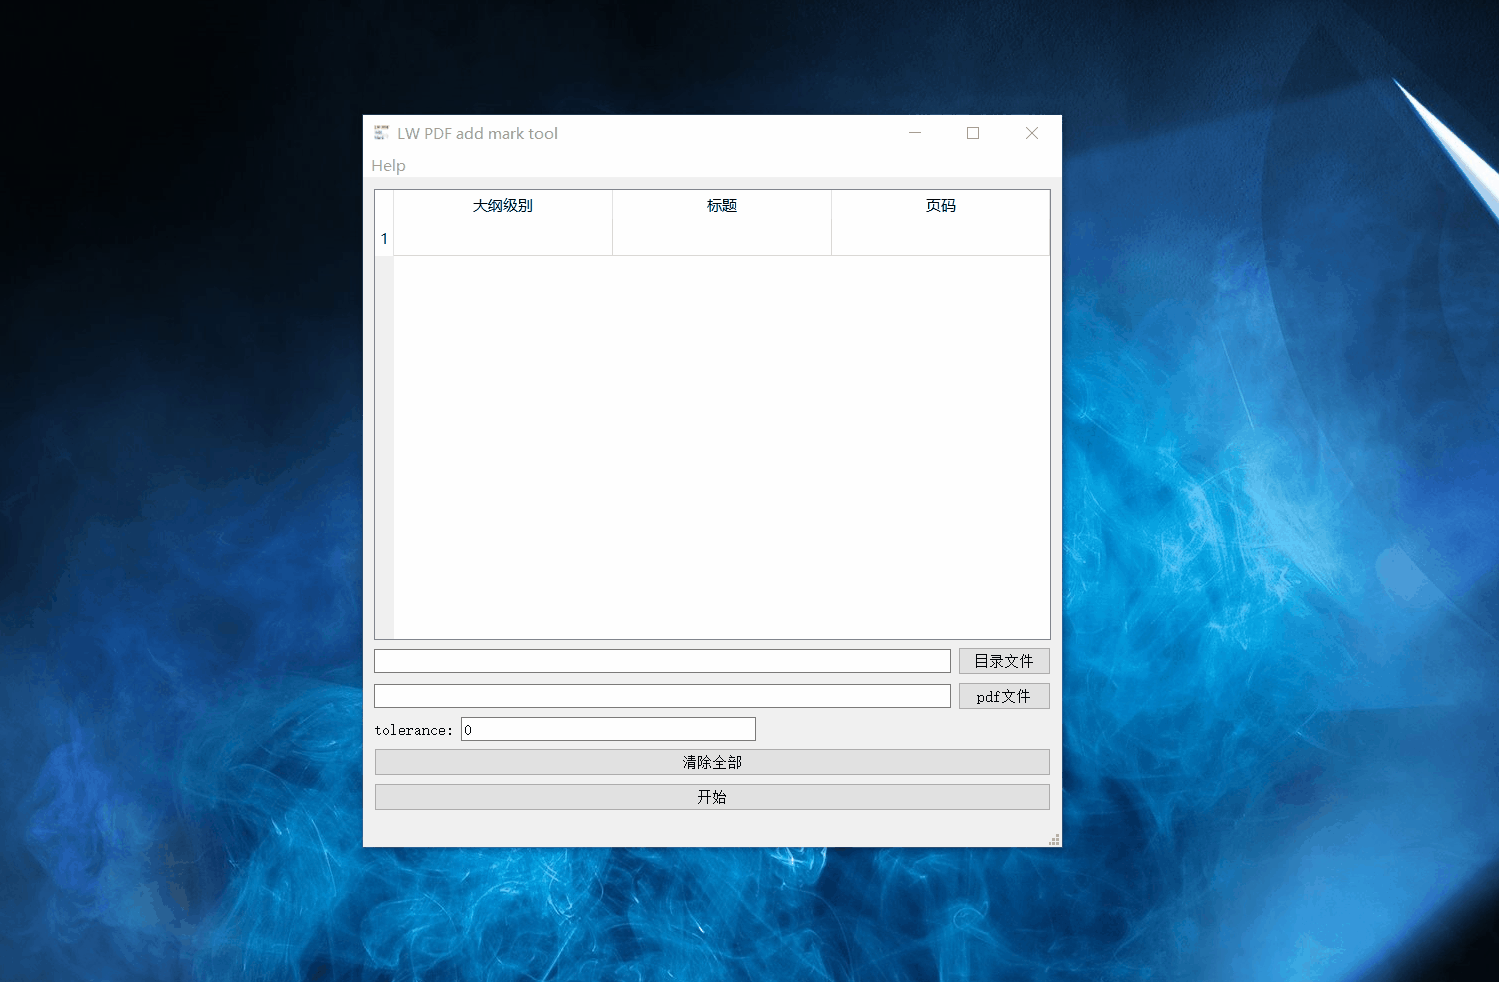 LW PDF add mark tool
Help
大纲级别 标题 页码
1
目录文件
pdf文件
tolerance: 0
清除全部
开始